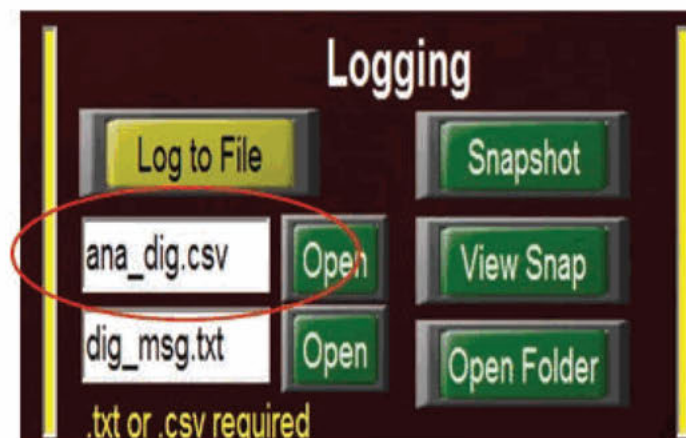 Logging
Log to File
Snapshot
ana_dig.csv
Open
View Snap
dig_msg.txt
Open
Open Folder
.txt or .csv required